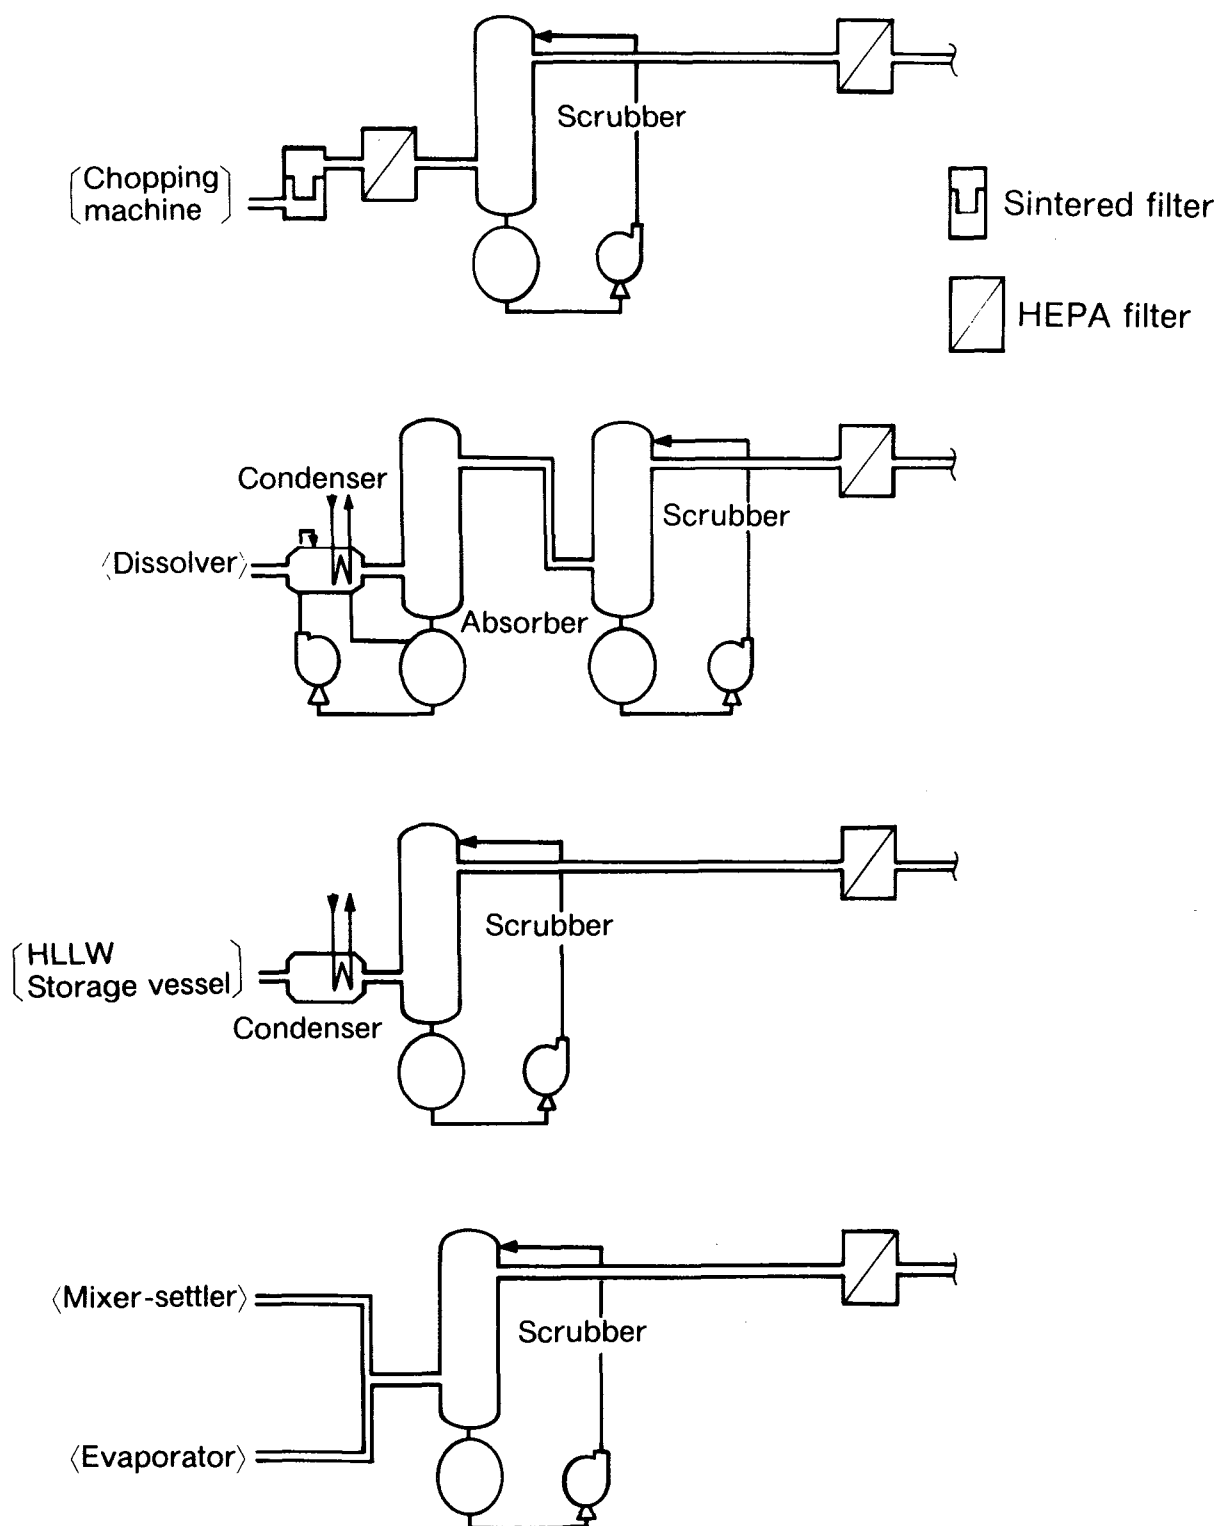 Scrubber
[Chopping
machine]
Sintered filter
HEPA filter
Condenser
Scrubber
〈Dissolver〉
Absorber
Scrubber
[HLLW
Storage vessel]
Condenser
〈Mixer-settler〉
Scrubber
〈Evaporator〉